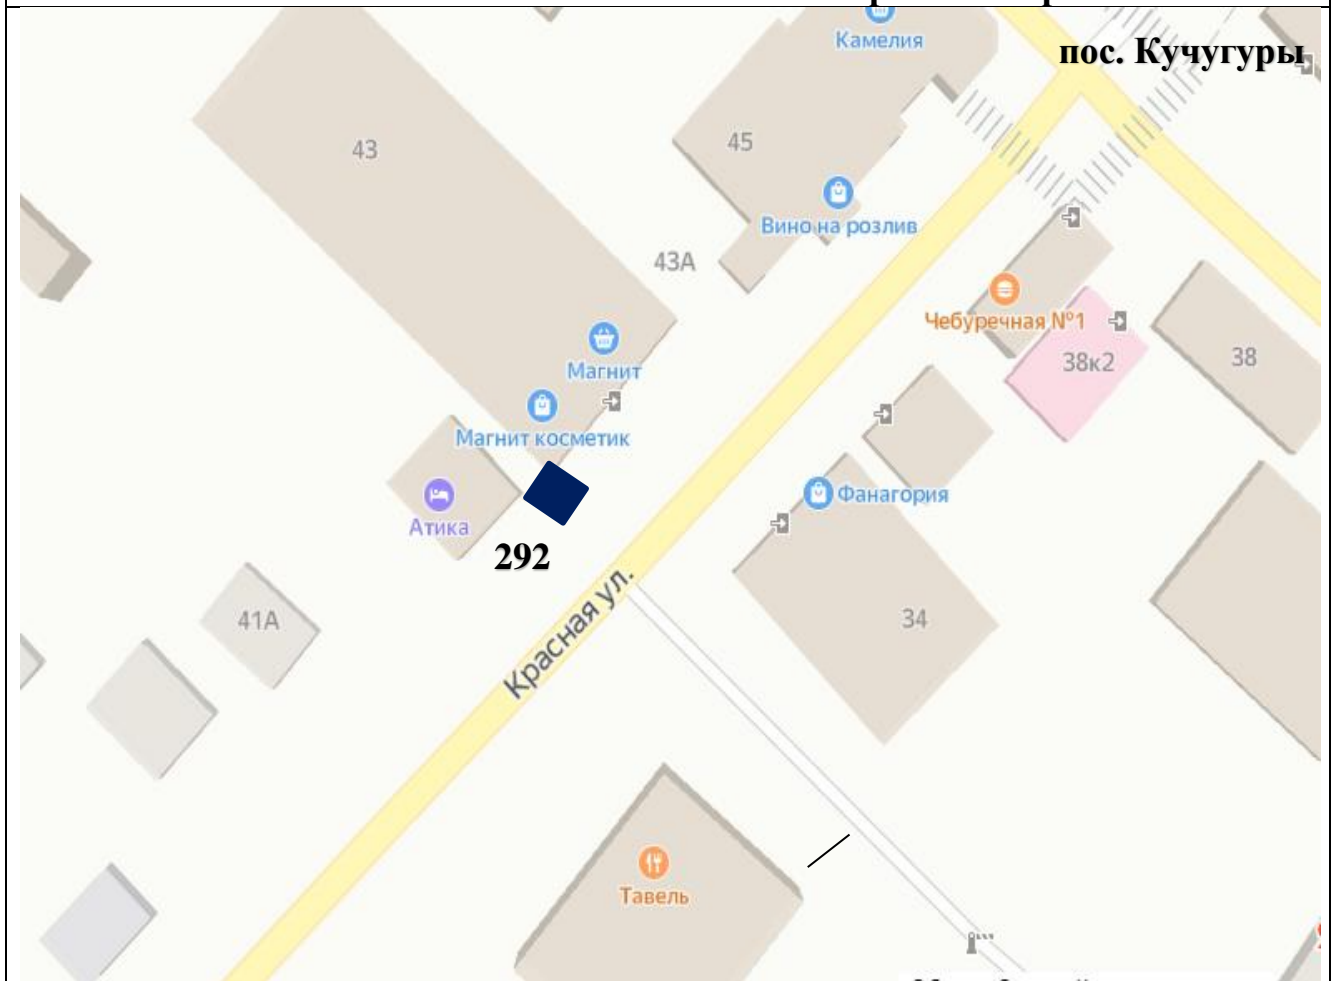 Камелия
пос. Кучугуры
43
45
Вино на розлив
43А
Чебуречная №1
38к2
38
Магнит
Магнит косметик
Атика
Фанагория
292
Красная ул.
41А
34
Тавель